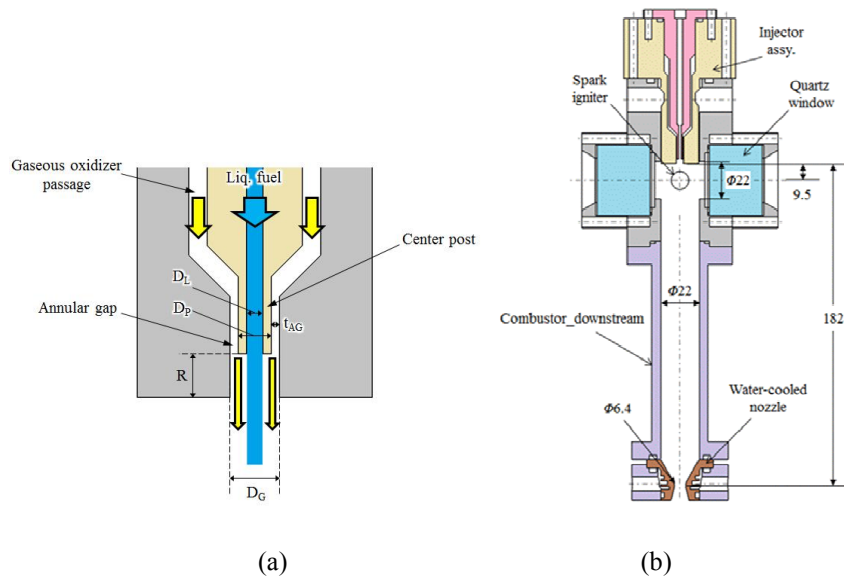 Gaseous oxidizer
passage
Liq. fuel
Center post
D_L
D_P
Annular gap
t_AG
R
D_G
(a)
Injector
assy.
Spark
igniter
Quartz
window
Φ22
9.5
Φ22
182
Combustor_downstream
Water-cooled
nozzle
Φ6.4
(b)